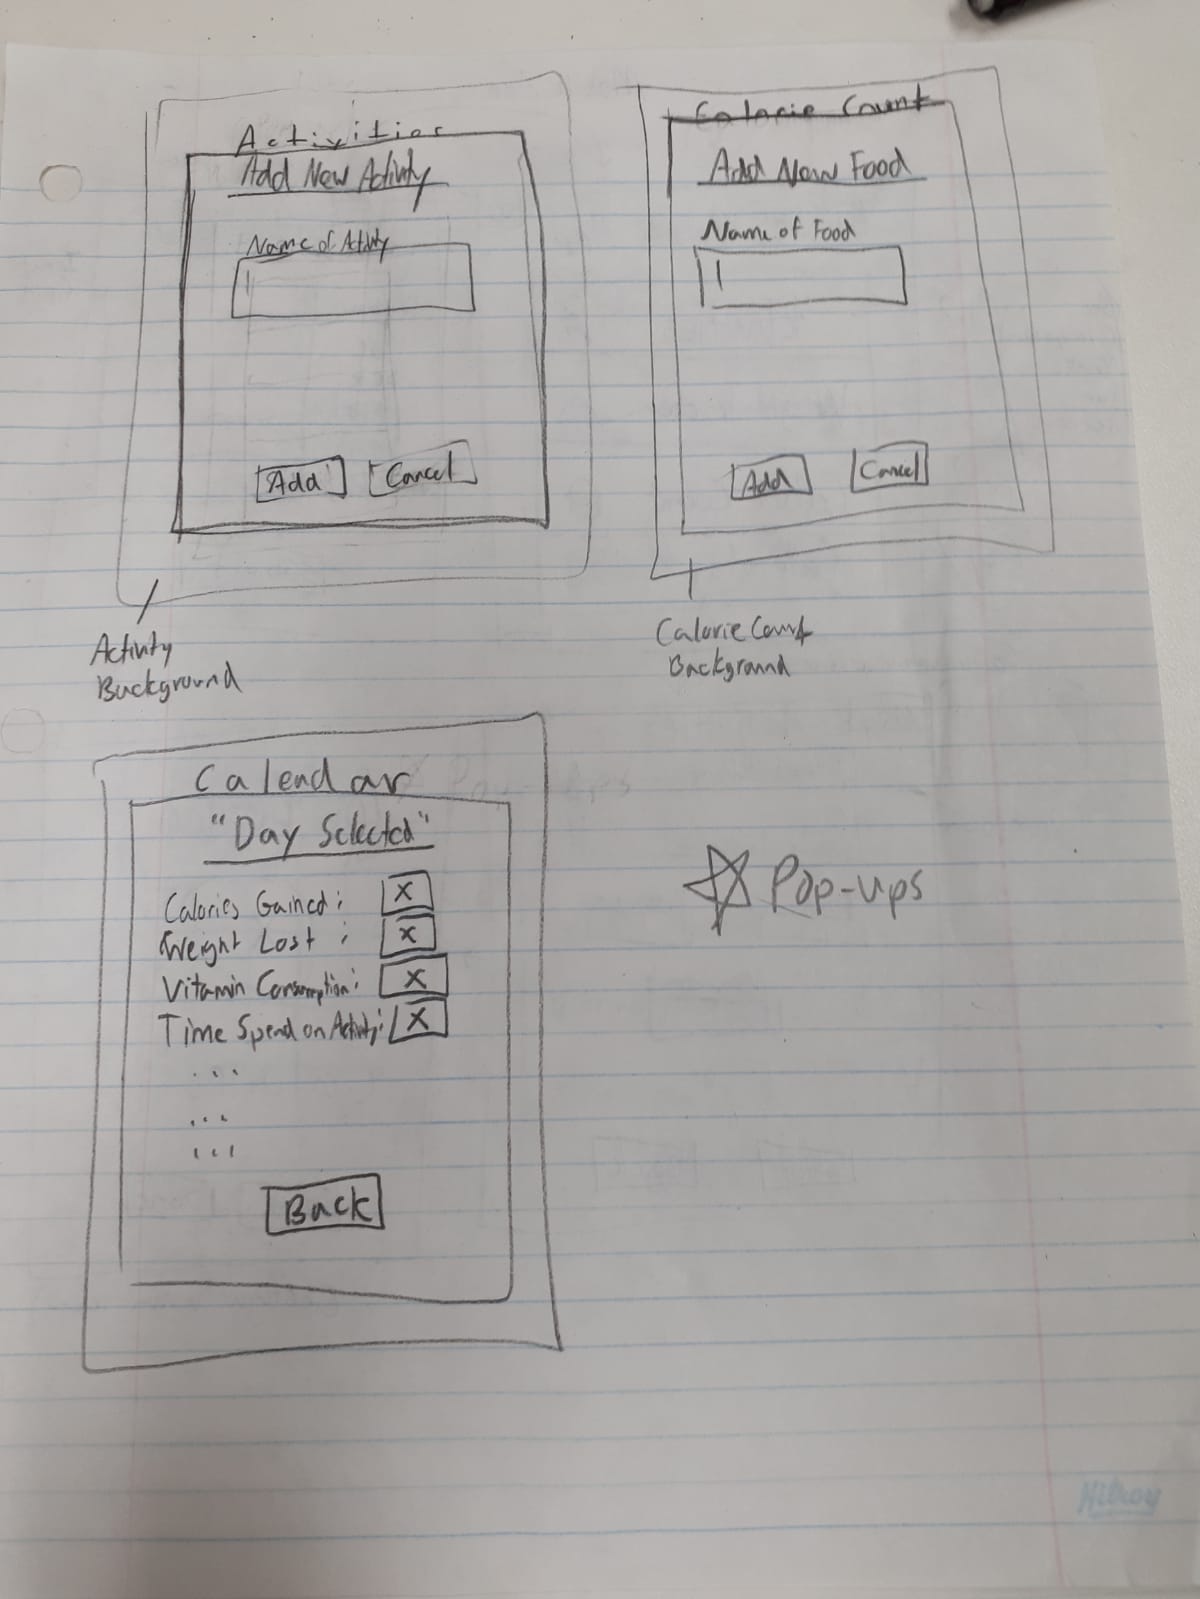 Activities
Add New Activity
Name of Activity
Add
Cancel
Activity
Background
Calorie Count
Add New Food
Name of Food
Add
Cancel
Calorie Count
Background
Calendar
"Day Selected"
Calories Gained: X
Weight Lost : X
Vitamin Consumption: X
Time Spend on Activity: X
...
...
...
Back
Pop-ups
Hilroy